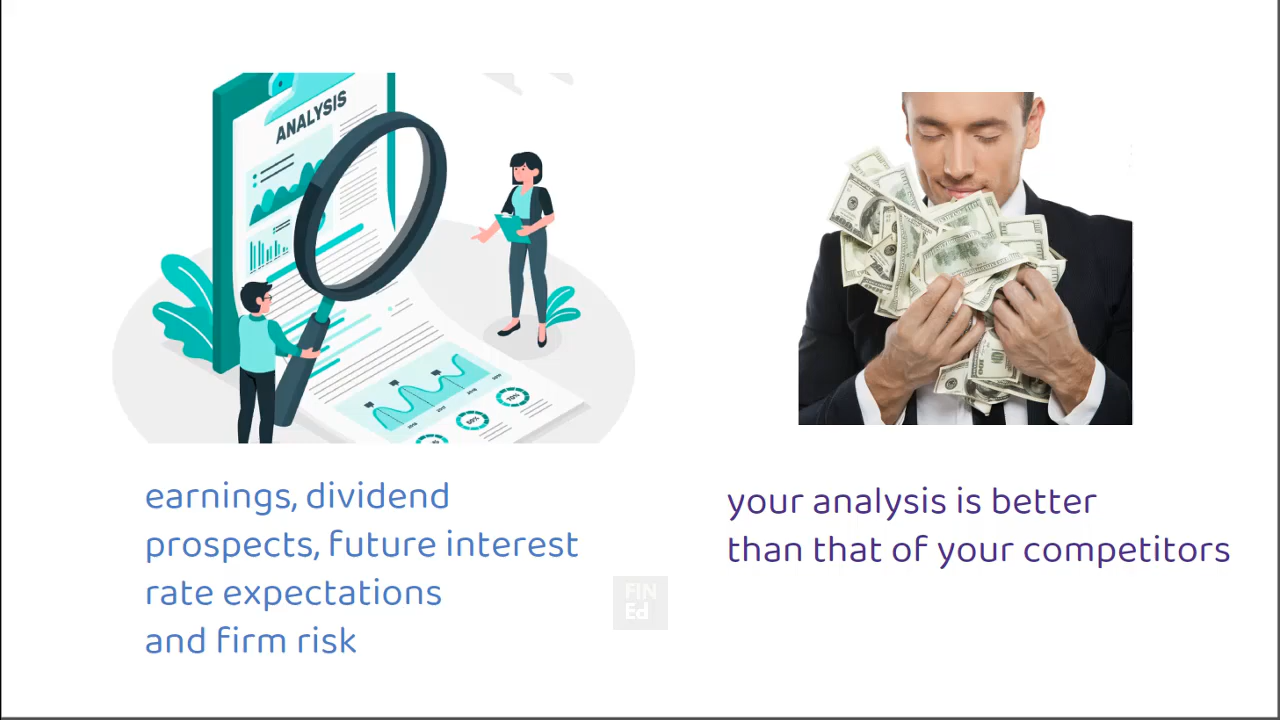 ANALYSIS
earnings, dividend
prospects, future interest
rate expectations
and firm risk
your analysis is better
than that of your competitors
FIN
Ed